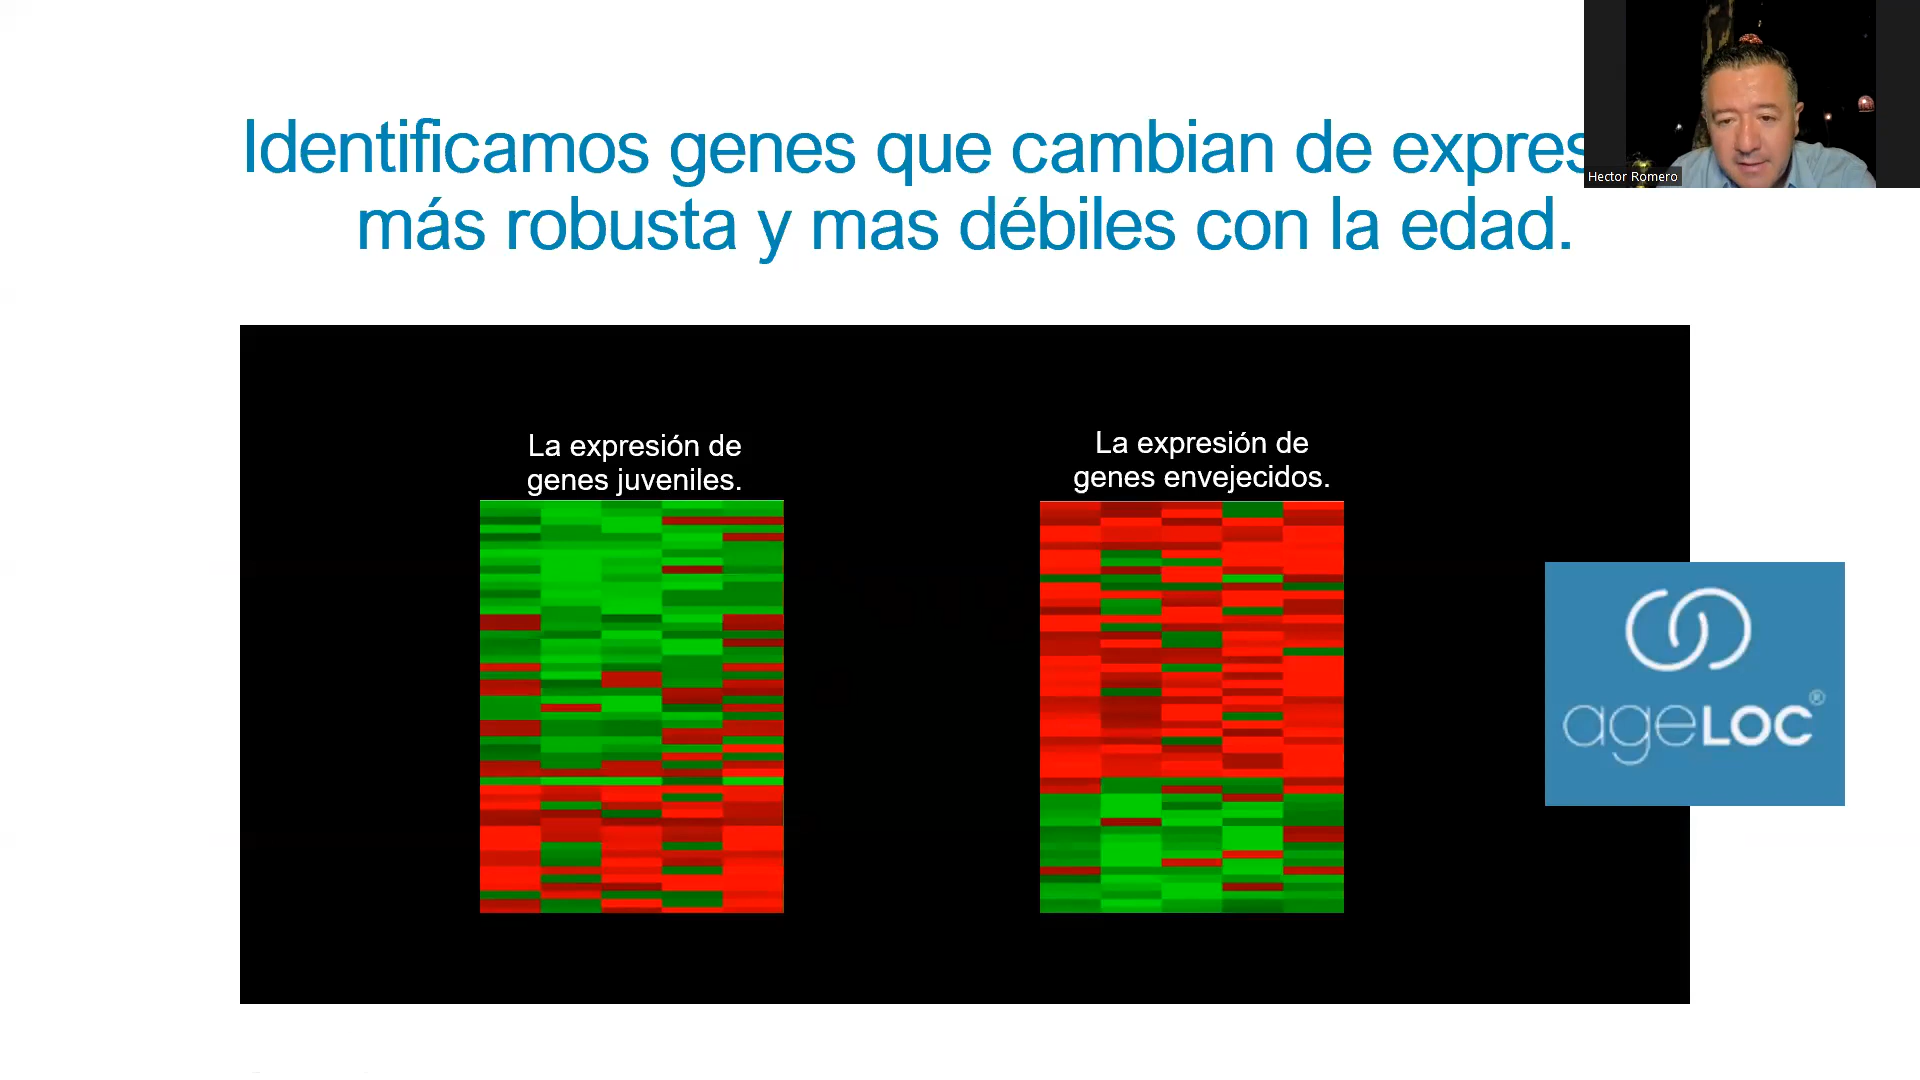 Identificamos genes que cambian de expres
más robusta y mas débiles con la edad.
Hector Romero
La expresión de
genes juveniles.
La expresión de
genes envejecidos.
ageLOC®